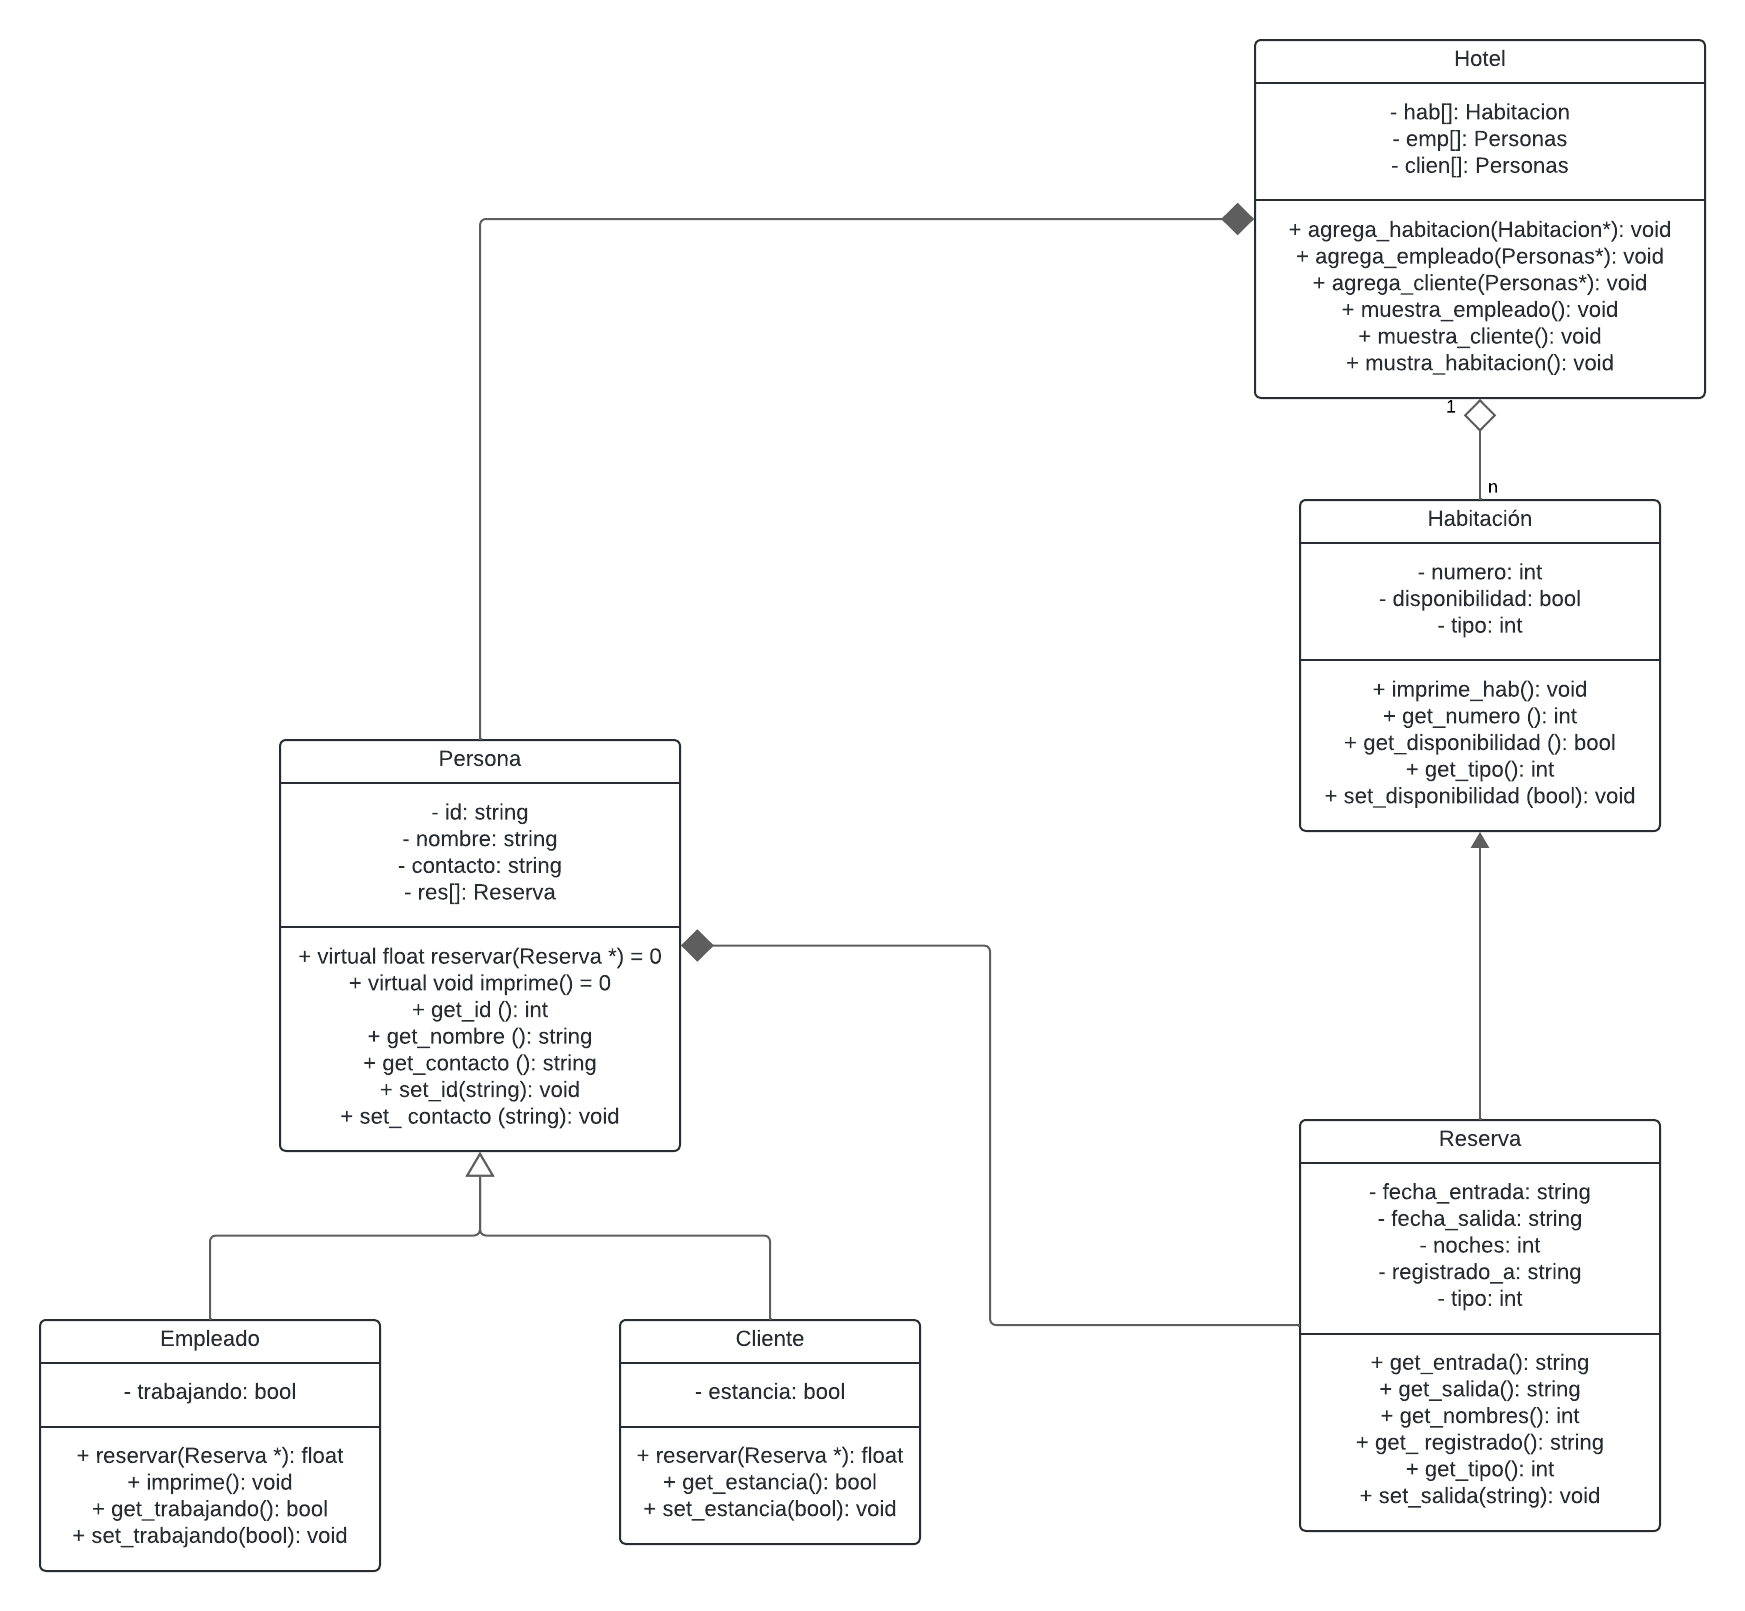 Hotel
- hab[]: Habitacion
- emp[]: Personas
- clien[]: Personas
+ agrega_habitacion(Habitacion*): void
+ agrega_empleado(Personas*): void
+ agrega_cliente(Personas*): void
+ muestra_empleado(): void
+ muestra_cliente(): void
+ mustra_habitacion(): void
1
n
Habitación
- numero: int
- disponibilidad: bool
- tipo: int
+ imprime_hab(): void
+ get_numero (): int
+ get_disponibilidad (): bool
+ get_tipo(): int
+ set_disponibilidad (bool): void
Persona
- id: string
- nombre: string
- contacto: string
- res[]: Reserva
+ virtual float reservar(Reserva *) = 0
+ virtual void imprime() = 0
+ get_id (): int
+ get_nombre (): string
+ get_contacto (): string
+ set_id(string): void
+ set_ contacto (string): void
Reserva
- fecha_entrada: string
- fecha_salida: string
- noches: int
- registrado_a: string
- tipo: int
+ get_entrada(): string
+ get_salida(): string
+ get_nombres(): int
+ get_ registrado(): string
+ get_tipo(): int
+ set_salida(string): void
Empleado
- trabajando: bool
+ reservar(Reserva *): float
+ imprime(): void
+ get_trabajando(): bool
+ set_trabajando(bool): void
Cliente
- estancia: bool
+ reservar(Reserva *): float
+ get_estancia(): bool
+ set_estancia(bool): void